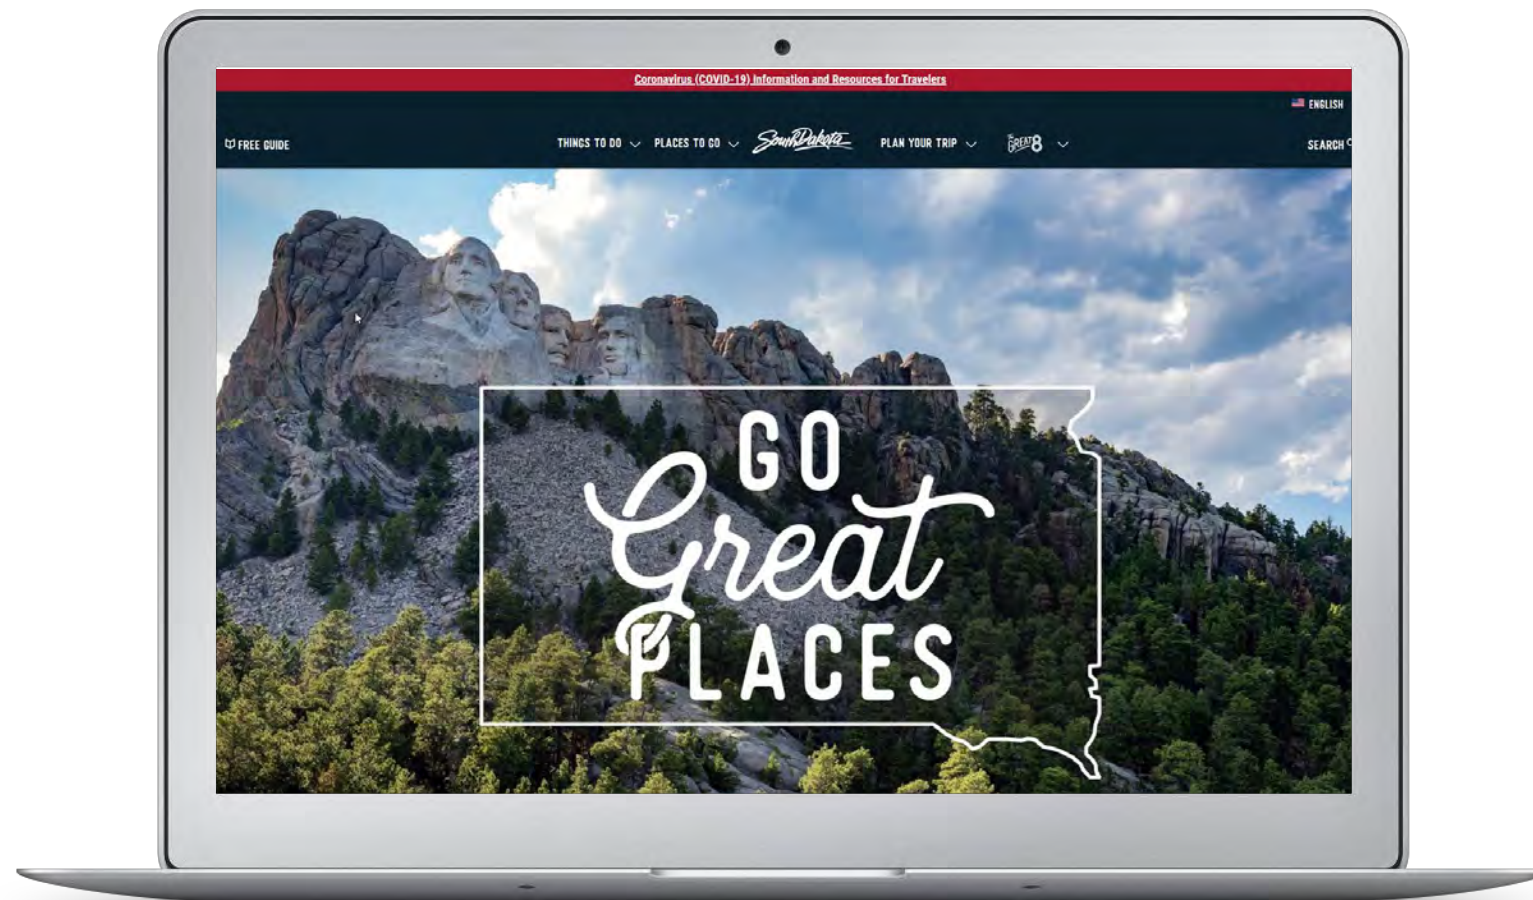 Coronavirus (COVID-19) Information and Resources for Travelers
ENGLISH
FREE GUIDE
THINGS TO DO
PLACES TO GO
South Dakota
PLAN YOUR TRIP
THE GREAT 8
SEARCH
GO
Great
PLACES